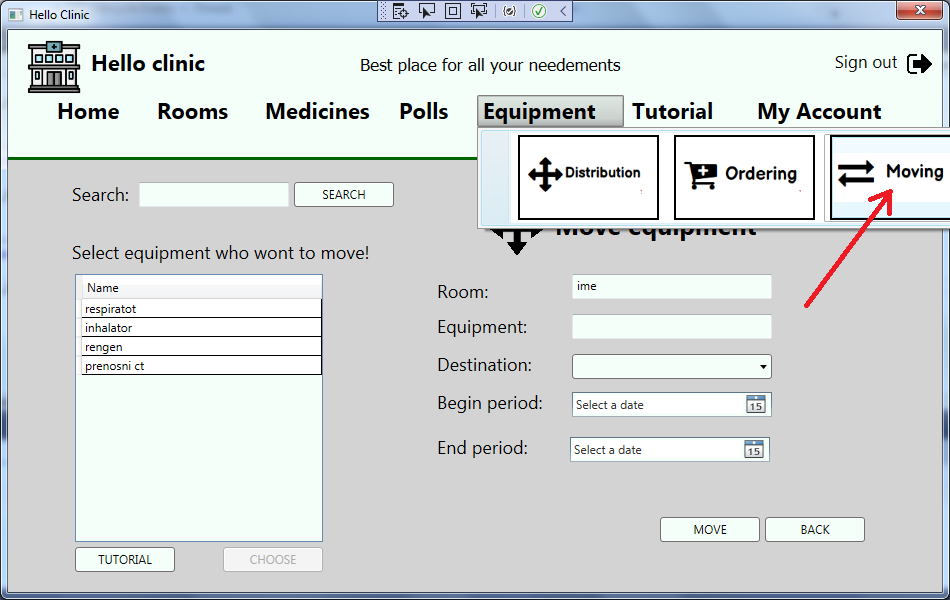 Hello Clinic
Hello clinic
Best place for all your needements
Sign out
Home Rooms Medicines Polls Equipment Tutorial My Account
Distribution Ordering Moving
Search: SEARCH
Move equipment
Select equipment who wont to move!
Name
respiratot
inhalator
rengen
prenosni ct
Room: ime
Equipment:
Destination:
Begin period: Select a date 15
End period: Select a date 15
MOVE BACK
TUTORIAL CHOOSE